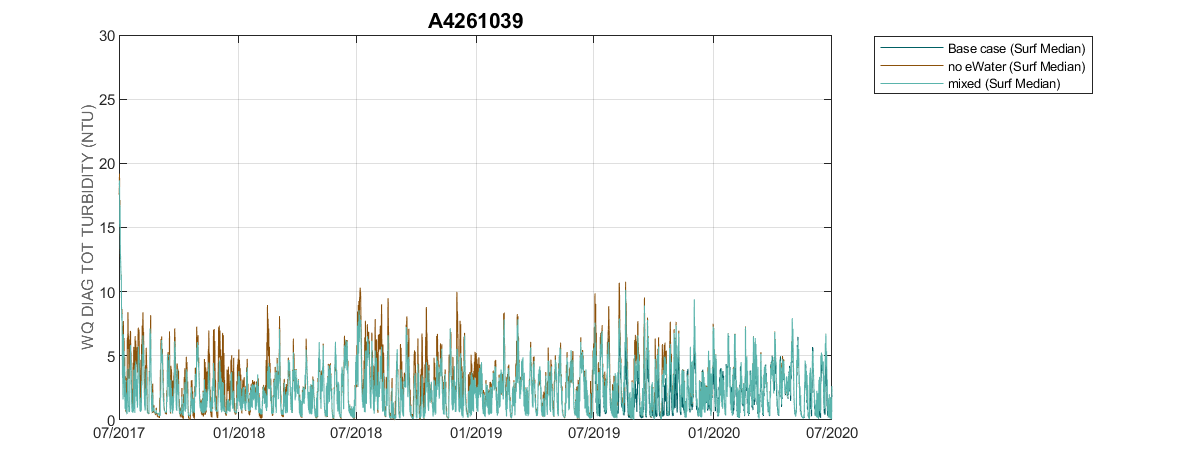 A4261039
30
25
20
15
10
5
0
WQ DIAG TOT TURBIDITY (NTU)
07/2017 01/2018 07/2018 01/2019 07/2019 01/2020 07/2020
Base case (Surf Median)
no eWater (Surf Median)
mixed (Surf Median)